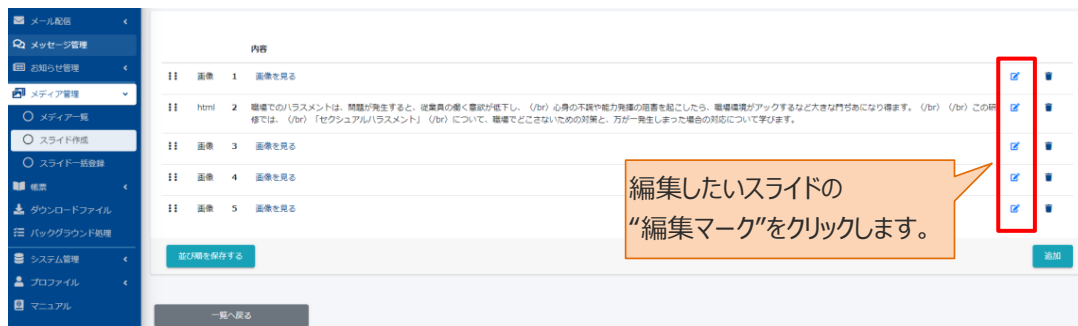 メール配信
メッセージ管理
お知らせ管理
メディア管理
メディア一覧
スライド作成
スライド一括登録
帳票
ダウンロードファイル
バックグラウンド処理
システム管理
プロファイル
マニュアル
内容
画像 1 画像を見る
html 2 職場でのハラスメントは、問題が発生すると、従業員の働く意欲が低下し、〈/br〉心身の不調や能力発揮の阻害を起こしたら、職場環境がアックするなど大きな門ぢあになり得ます。〈/br〉〈/br〉この研
修では、〈/br〉「セクシュアルハラスメント」〈/br〉について、職場でどこさないための対策と、万が一発生しまった場合の対応について学びます。
画像 3 画像を見る
画像 4 画像を見る
画像 5 画像を見る
編集したいスライドの
“編集マーク”をクリックします。
並び順を保存する
追加
一覧へ戻る